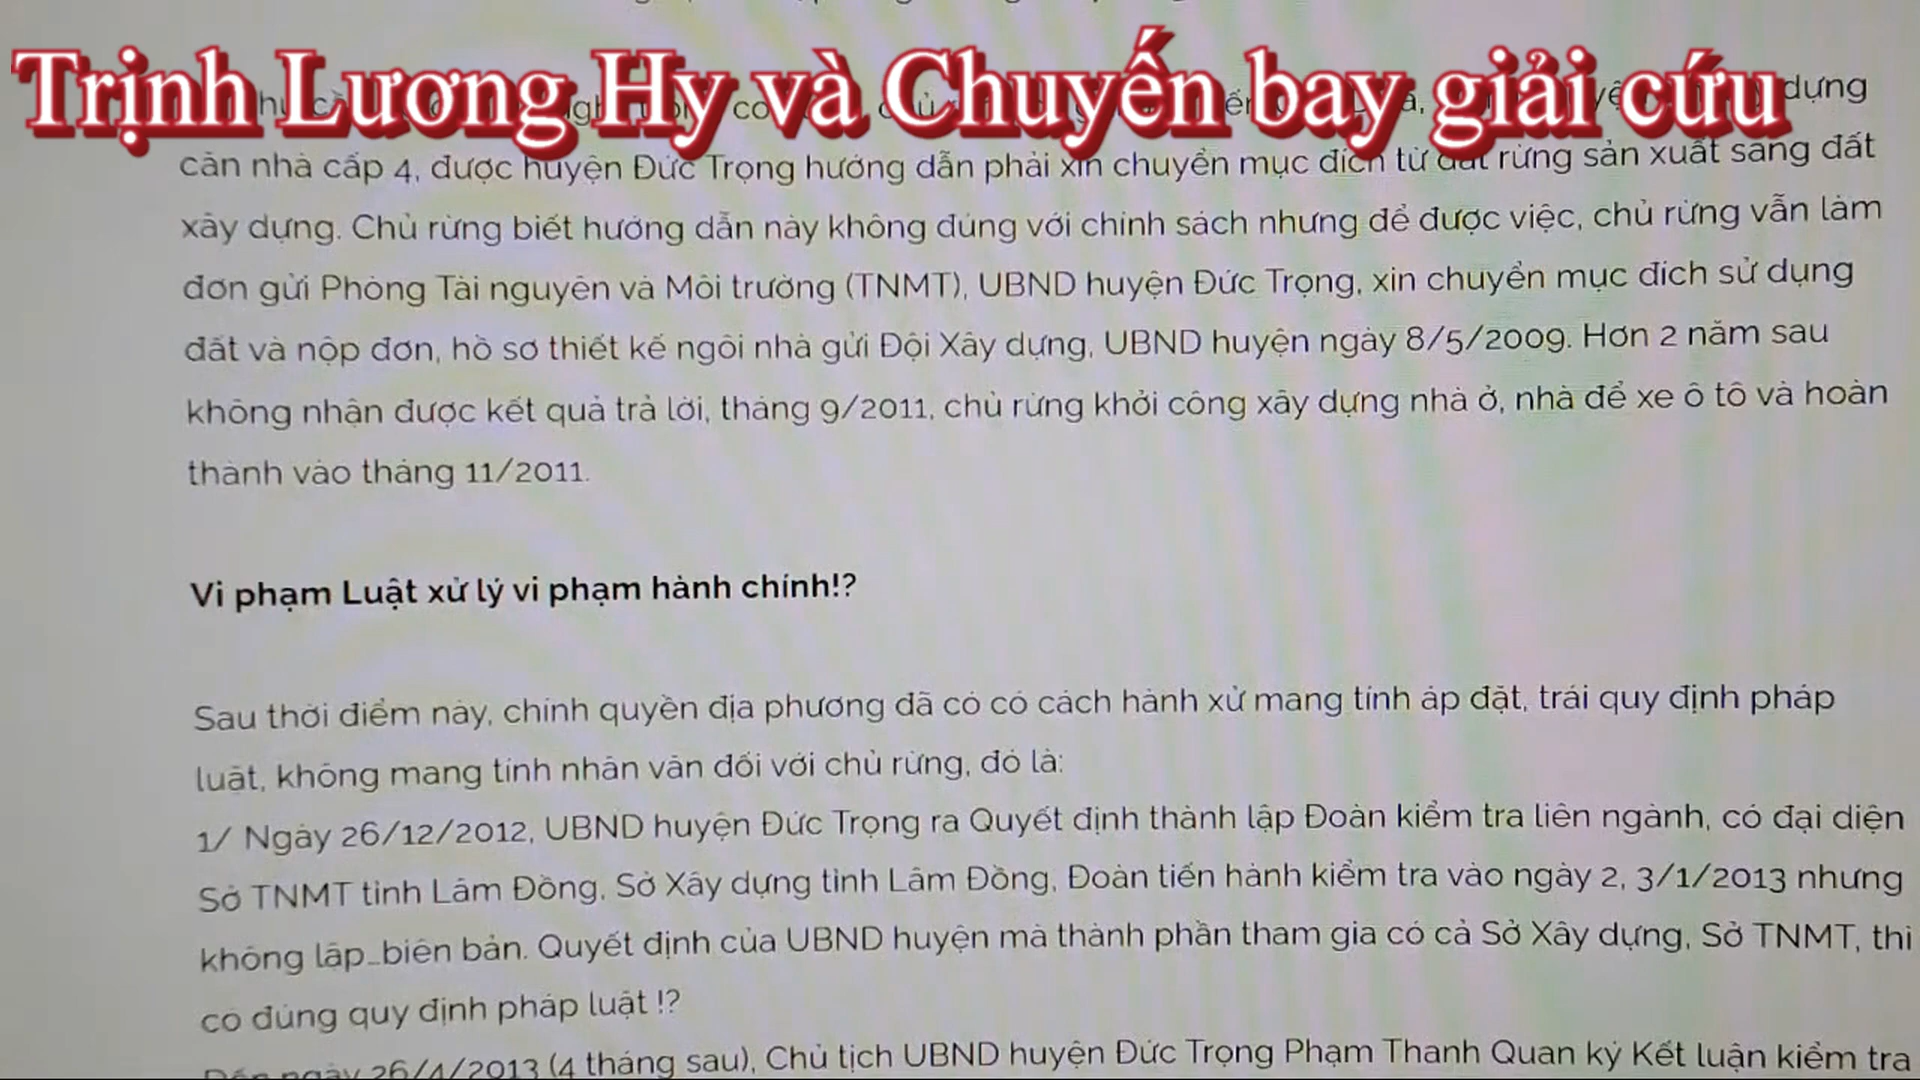 Trịnh Lương Hy và Chuyến bay giải cứu
dựng
căn nhà cấp 4, được huyện Đức Trọng hướng dẫn phải xin chuyển mục đích từ đất rừng sản xuất sang đất
xây dựng. Chủ rừng biết hướng dẫn này không đúng với chính sách nhưng để được việc, chủ rừng vẫn làm
đơn gửi Phòng Tài nguyên và Môi trường (TNMT), UBND huyện Đức Trọng, xin chuyển mục đích sử dụng
đất và nộp đơn, hồ sơ thiết kế ngôi nhà gửi Đội Xây dựng, UBND huyện ngày 8/5/2009. Hơn 2 năm sau
không nhận được kết quả trả lời, tháng 9/2011, chủ rừng khởi công xây dựng nhà ở, nhà để xe ô tô và hoàn
thành vào tháng 11/2011.
Vi phạm Luật xử lý vi phạm hành chính!?
Sau thời điểm này, chính quyền địa phương đã có có cách hành xử mang tính áp đặt, trái quy định pháp
luật, không mang tính nhân văn đối với chủ rừng, đó là:
1/ Ngày 26/12/2012, UBND huyện Đức Trọng ra Quyết định thành lập Đoàn kiểm tra liên ngành, có đại diện
Sở TNMT tỉnh Lâm Đồng, Sở Xây dựng tỉnh Lâm Đồng, Đoàn tiến hành kiểm tra vào ngày 2, 3/1/2013 nhưng
không lập_biên bản. Quyết định của UBND huyện mà thành phần tham gia có cả Sở Xây dựng, Sở TNMT, thì
có đúng quy định pháp luật !?
Đến ngày 26/4/2013 (4 tháng sau), Chủ tịch UBND huyện Đức Trọng Phạm Thanh Quan ký Kết luận kiểm tra